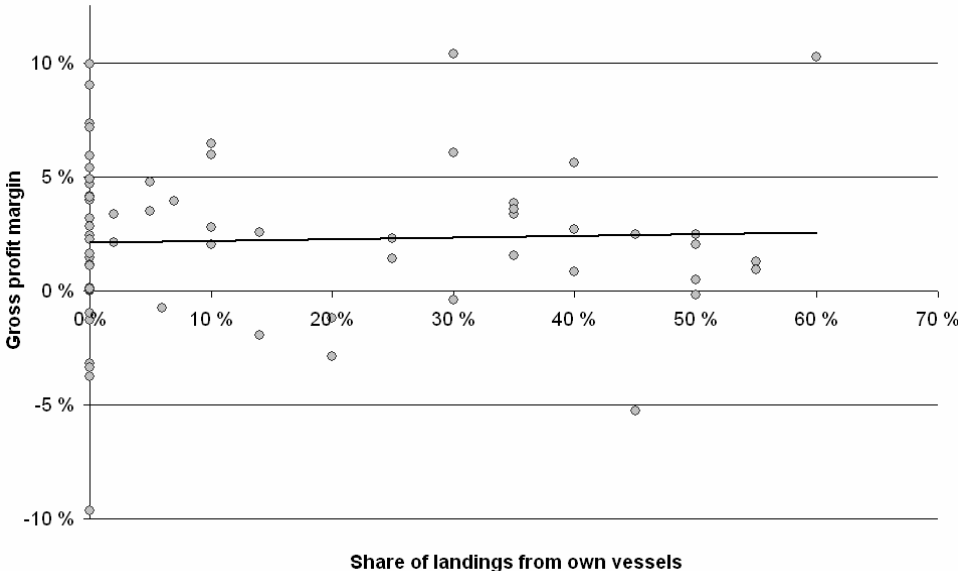 10 %
5 %
0 %
-5 %
-10 %
Gross profit margin
0% 10 % 20 % 30 % 40 % 50 % 60 % 70 %
Share of landings from own vessels